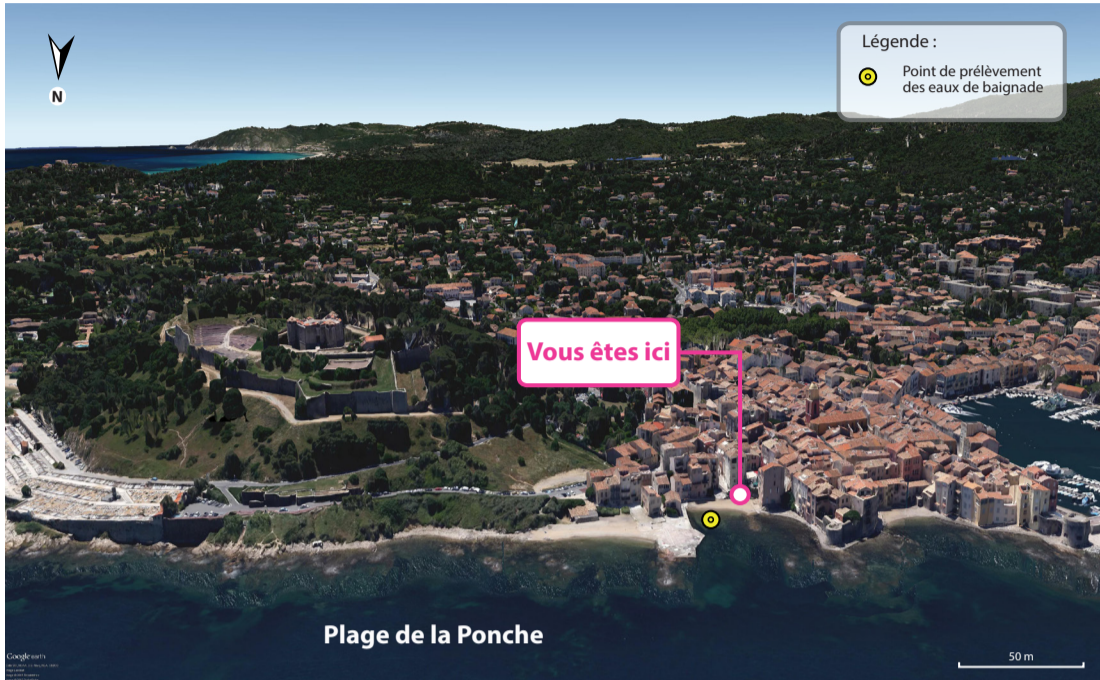 N
Légende :
Point de prélèvement
des eaux de baignade
Vous êtes ici
Plage de la Ponche
50 m
Google earth